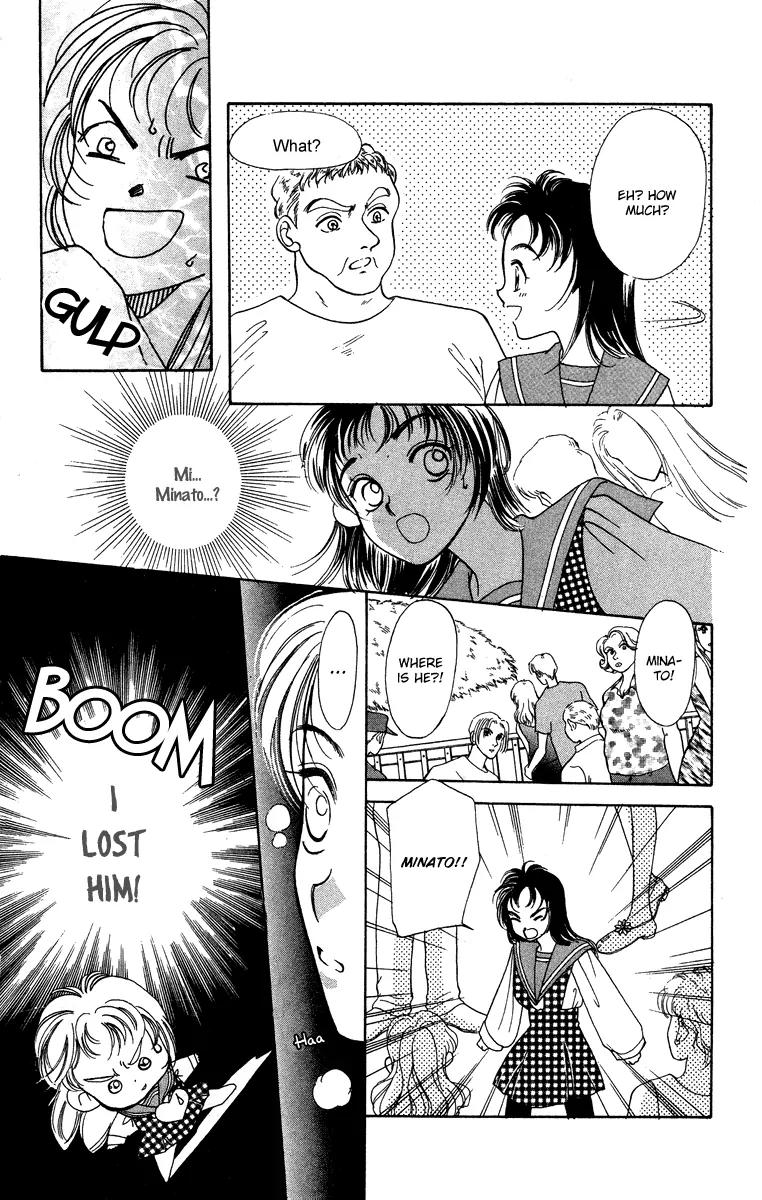 EH? HOW
MUCH?
What?
GULP
Mi...
Minato...?
MINA-
TO!
WHERE
IS HE?!
MINATO!!
...
Haa
BOOM
I
LOST
HIM!